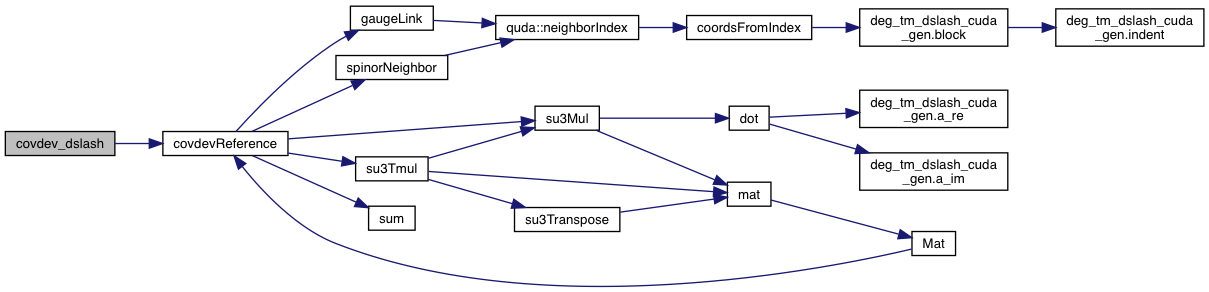 gaugeLink
quda::neighborIndex
coordsFromIndex
deg_tm_dslash_cuda
_gen.block
deg_tm_dslash_cuda
_gen.indent
spinorNeighbor
covdev_dslash
covdevReference
su3Mul
dot
deg_tm_dslash_cuda
_gen.a_re
su3Tmul
deg_tm_dslash_cuda
_gen.a_im
mat
sum
su3Transpose
Mat